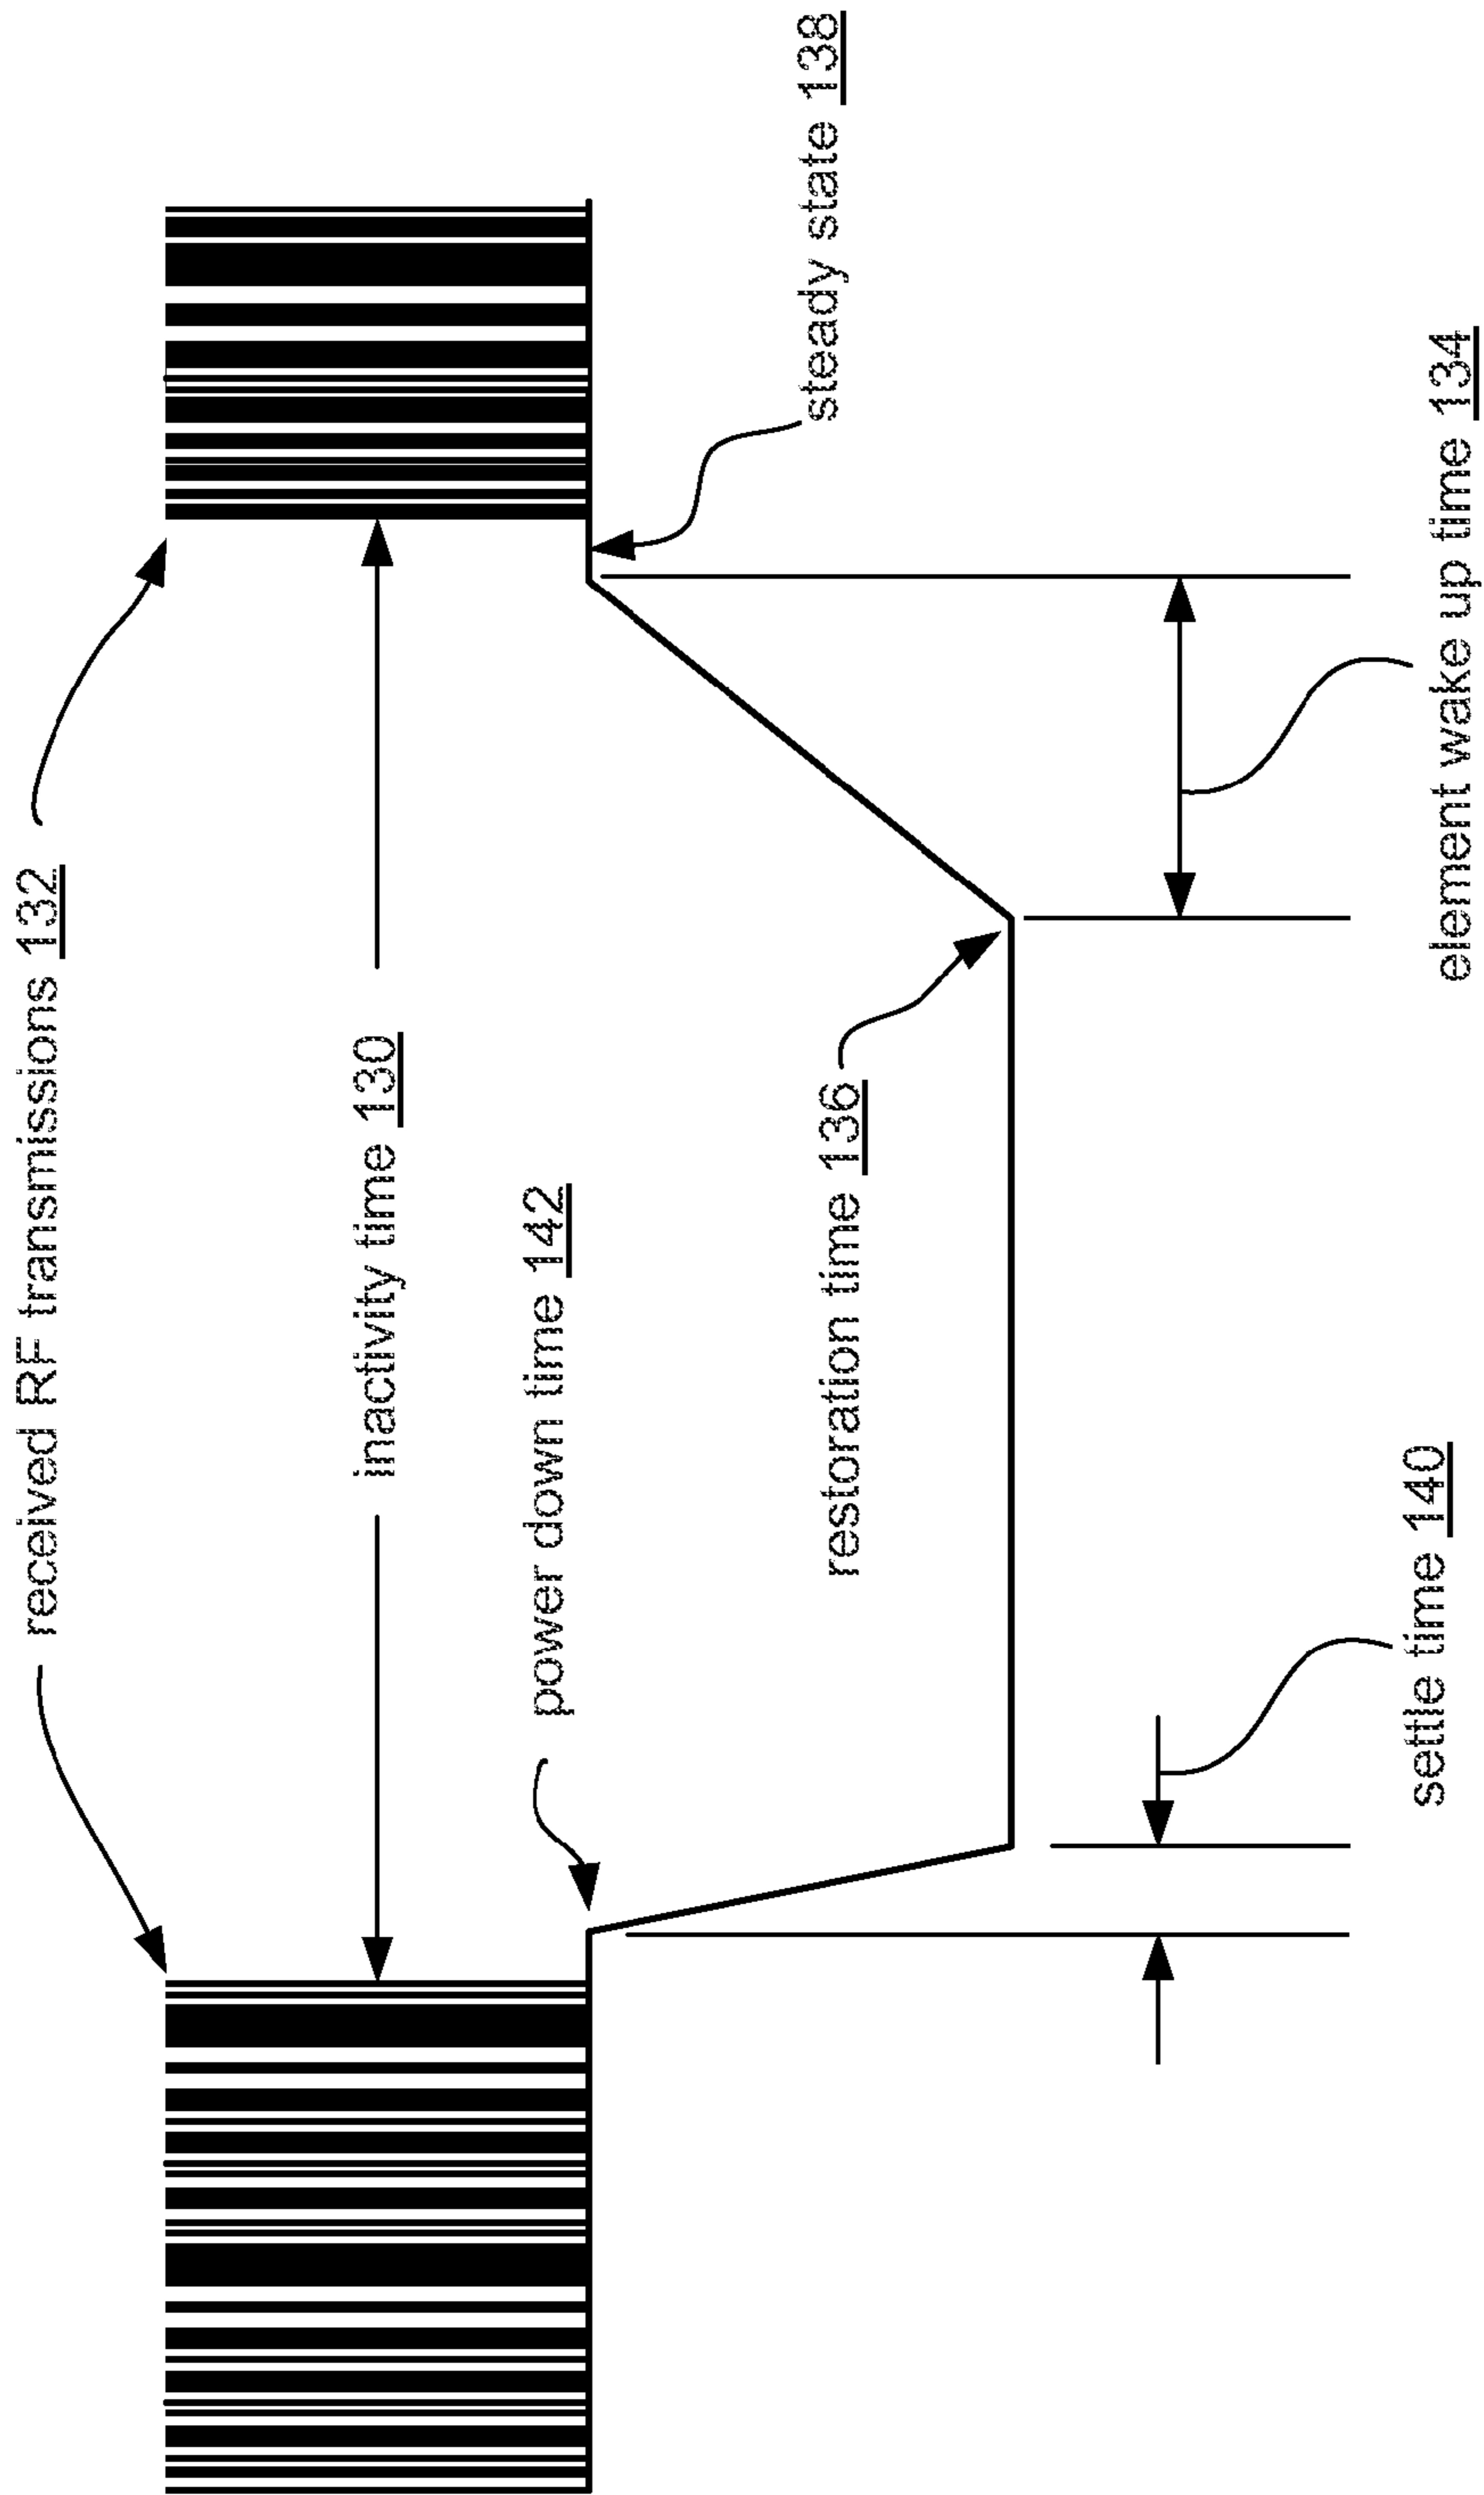 received RF transmissions 132
inactivity time 130
power down time 142
steady state 138
restoration time 136
settle time 140
element wake up time 134